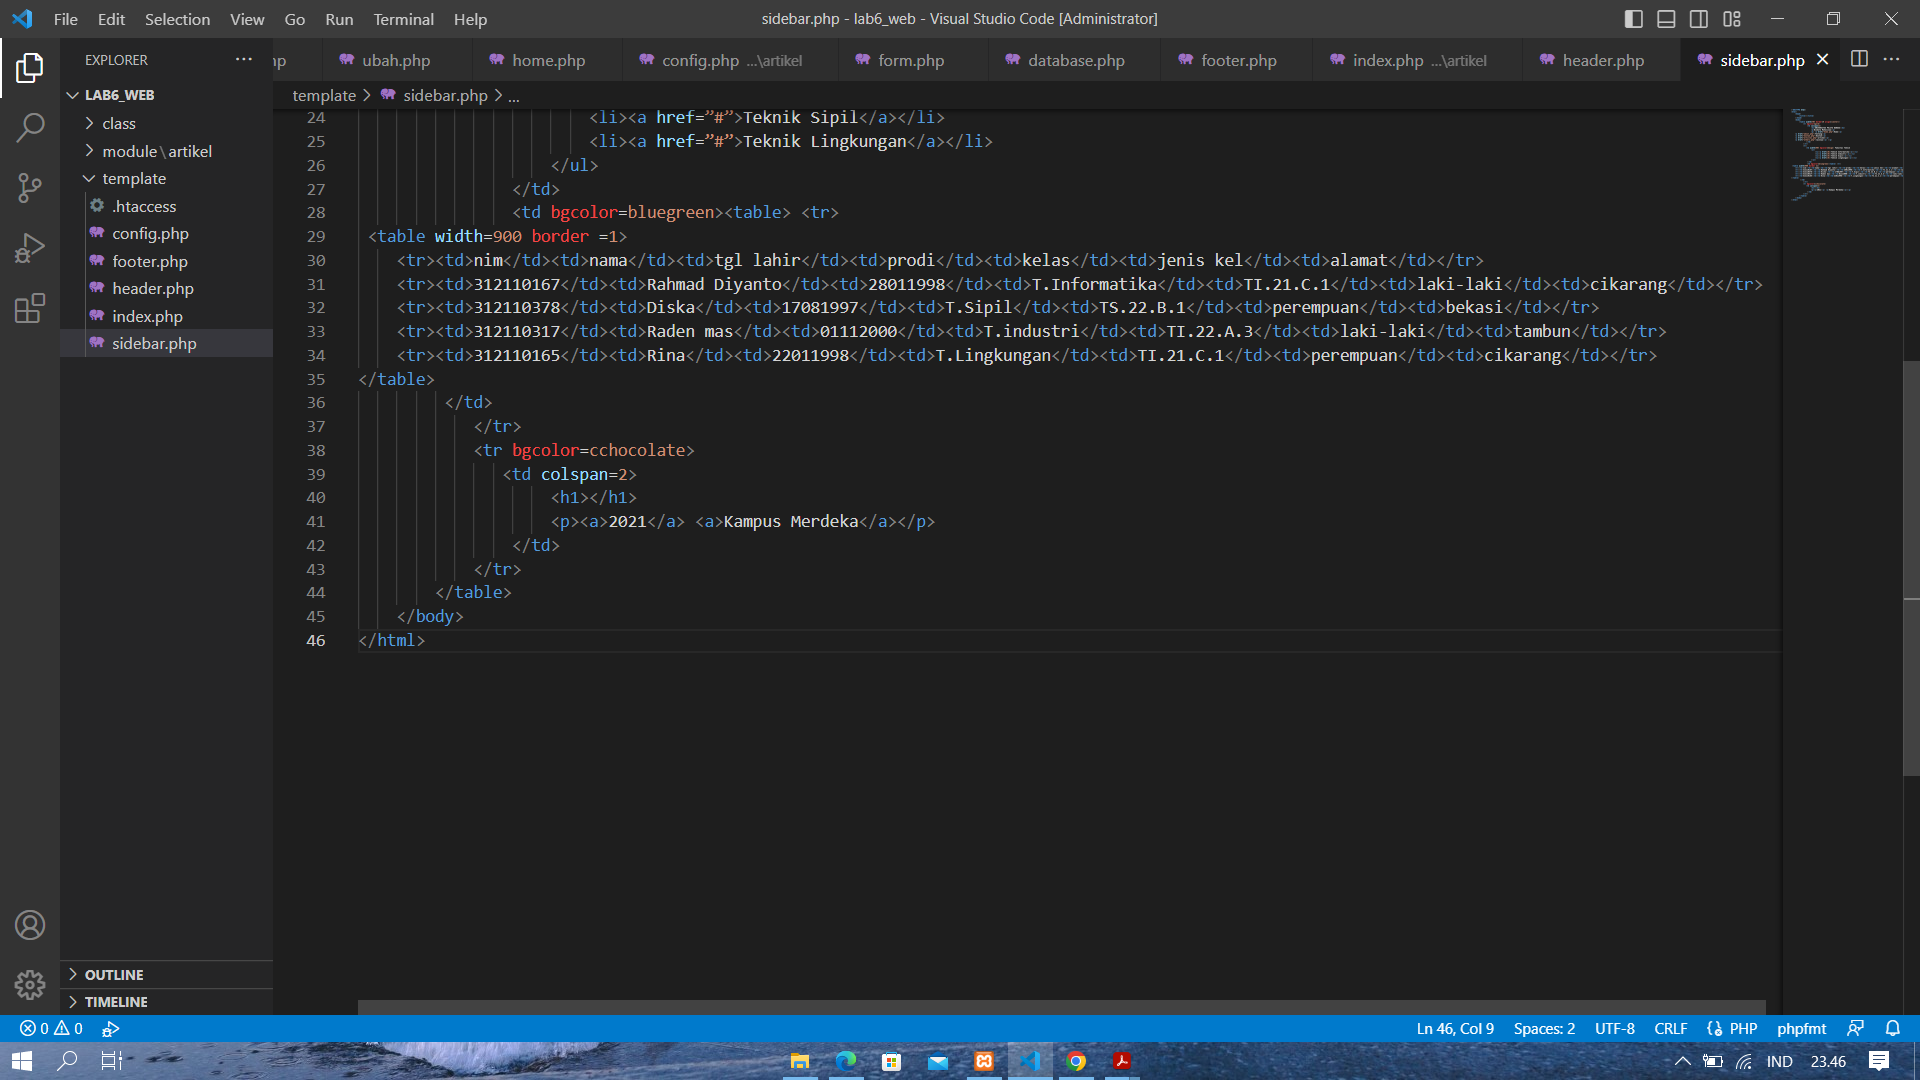 File Edit Selection View Go Run Terminal Help
sidebar.php - lab6_web - Visual Studio Code [Administrator]
EXPLORER
LAB6_WEB
class
module\artikel
template
.htaccess
config.php
footer.php
header.php
index.php
sidebar.php
OUTLINE
TIMELINE
ubah.php home.php config.php ...\artikel form.php database.php footer.php index.php ...\artikel header.php sidebar.php
template > sidebar.php > ...
24 <li><a href=”#”>Teknik Sipil</a></li>
25 <li><a href=”#”>Teknik Lingkungan</a></li>
26 </ul>
27 </td>
28 <td bgcolor=bluegreen><table> <tr>
29 <table width=900 border =1>
30 <tr><td>nim</td><td>nama</td><td>tgl lahir</td><td>prodi</td><td>kelas</td><td>jenis kel</td><td>alamat</td></tr>
31 <tr><td>312110167</td><td>Rahmad Diyanto</td><td>28011998</td><td>T.Informatika</td><td>TI.21.C.1</td><td>laki-laki</td><td>cikarang</td></tr>
32 <tr><td>312110378</td><td>Diska</td><td>17081997</td><td>T.Sipil</td><td>TS.22.B.1</td><td>perempuan</td><td>bekasi</td></tr>
33 <tr><td>312110317</td><td>Raden mas</td><td>01112000</td><td>T.industri</td><td>TI.22.A.3</td><td>laki-laki</td><td>tambun</td></tr>
34 <tr><td>312110165</td><td>Rina</td><td>22011998</td><td>T.Lingkungan</td><td>TI.21.C.1</td><td>perempuan</td><td>cikarang</td></tr>
35 </table>
36 </td>
37 </tr>
38 <tr bgcolor=cchocolate>
39 <td colspan=2>
40 <h1></h1>
41 <p><a>2021</a> <a>Kampus Merdeka</a></p>
42 </td>
43 </tr>
44 </table>
45 </body>
46 </html>
0 0
Ln 46, Col 9 Spaces: 2 UTF-8 CRLF PHP phpfmt
IND 23.46